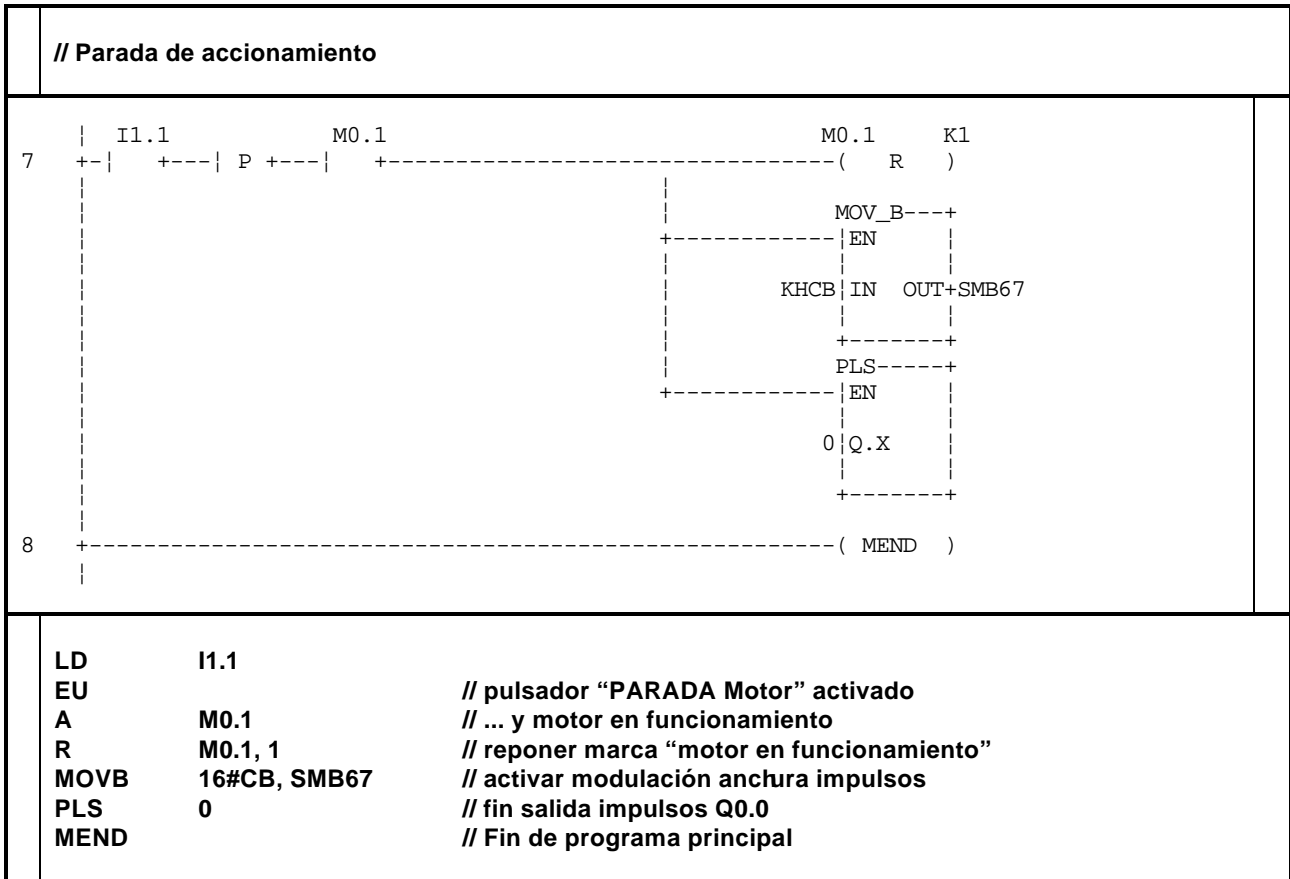 // Parada de accionamiento
¦ I1.1 M0.1 M0.1 K1
7 +-¦ +---¦ P +---¦ +---------------------------------( R )
¦ ¦
¦ ¦ MOV_B---+
¦ +------------¦EN ¦
¦ ¦ ¦ ¦
¦ ¦ KHCB¦IN OUT+SMB67
¦ ¦ ¦ ¦
¦ ¦ +-------+
¦ ¦ PLS-----+
¦ +------------¦EN ¦
¦ ¦ ¦
¦ 0¦Q.X ¦
¦ ¦ ¦
¦ +-------+
¦
8 +-------------------------------------------------------( MEND )
¦
LD I1.1
EU // pulsador “PARADA Motor” activado
A M0.1 // ... y motor en funcionamiento
R M0.1, 1 // reponer marca “motor en funcionamiento”
MOVB 16#CB, SMB67 // activar modulación anchura impulsos
PLS 0 // fin salida impulsos Q0.0
MEND // Fin de programa principal